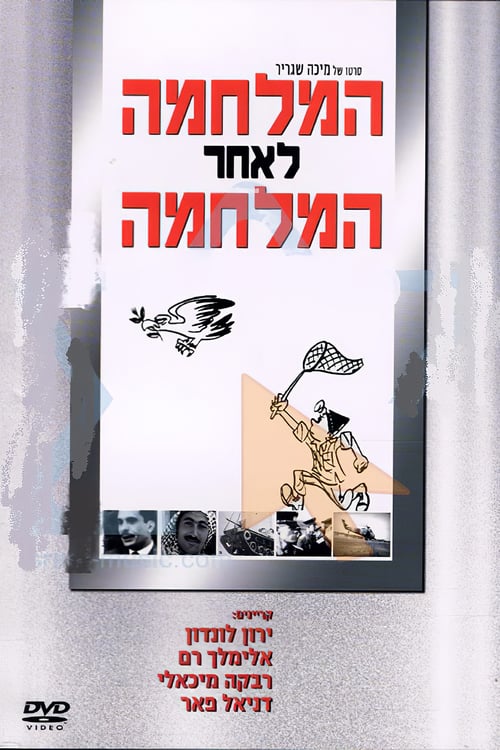 סרטו של מיכה שגריר
המלחמה
לאחר
המלחמה
קריינים:
ירון לונדון
אלימלך רם
רבקה מיכאלי
דניאל פאר
DVD
VIDEO